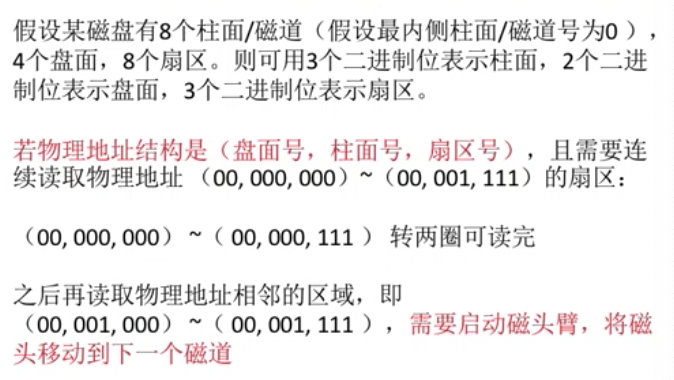 假设某磁盘有8个柱面/磁道（假设最内侧柱面/磁道号为0 ），
4个盘面，8个扇区。则可用3个二进制位表示柱面，2个二进
制位表示盘面，3个二进制位表示扇区。
若物理地址结构是（盘面号，柱面号，扇区号），且需要连
续读取物理地址 （00, 000, 000）~（00, 001, 111）的扇区：
（00, 000, 000） ~（ 00, 000, 111 ） 转两圈可读完
之后再读取物理地址相邻的区域，即
（00, 001, 000） ~（ 00, 001, 111 ），需要启动磁头臂，将磁
头移动到下一个磁道